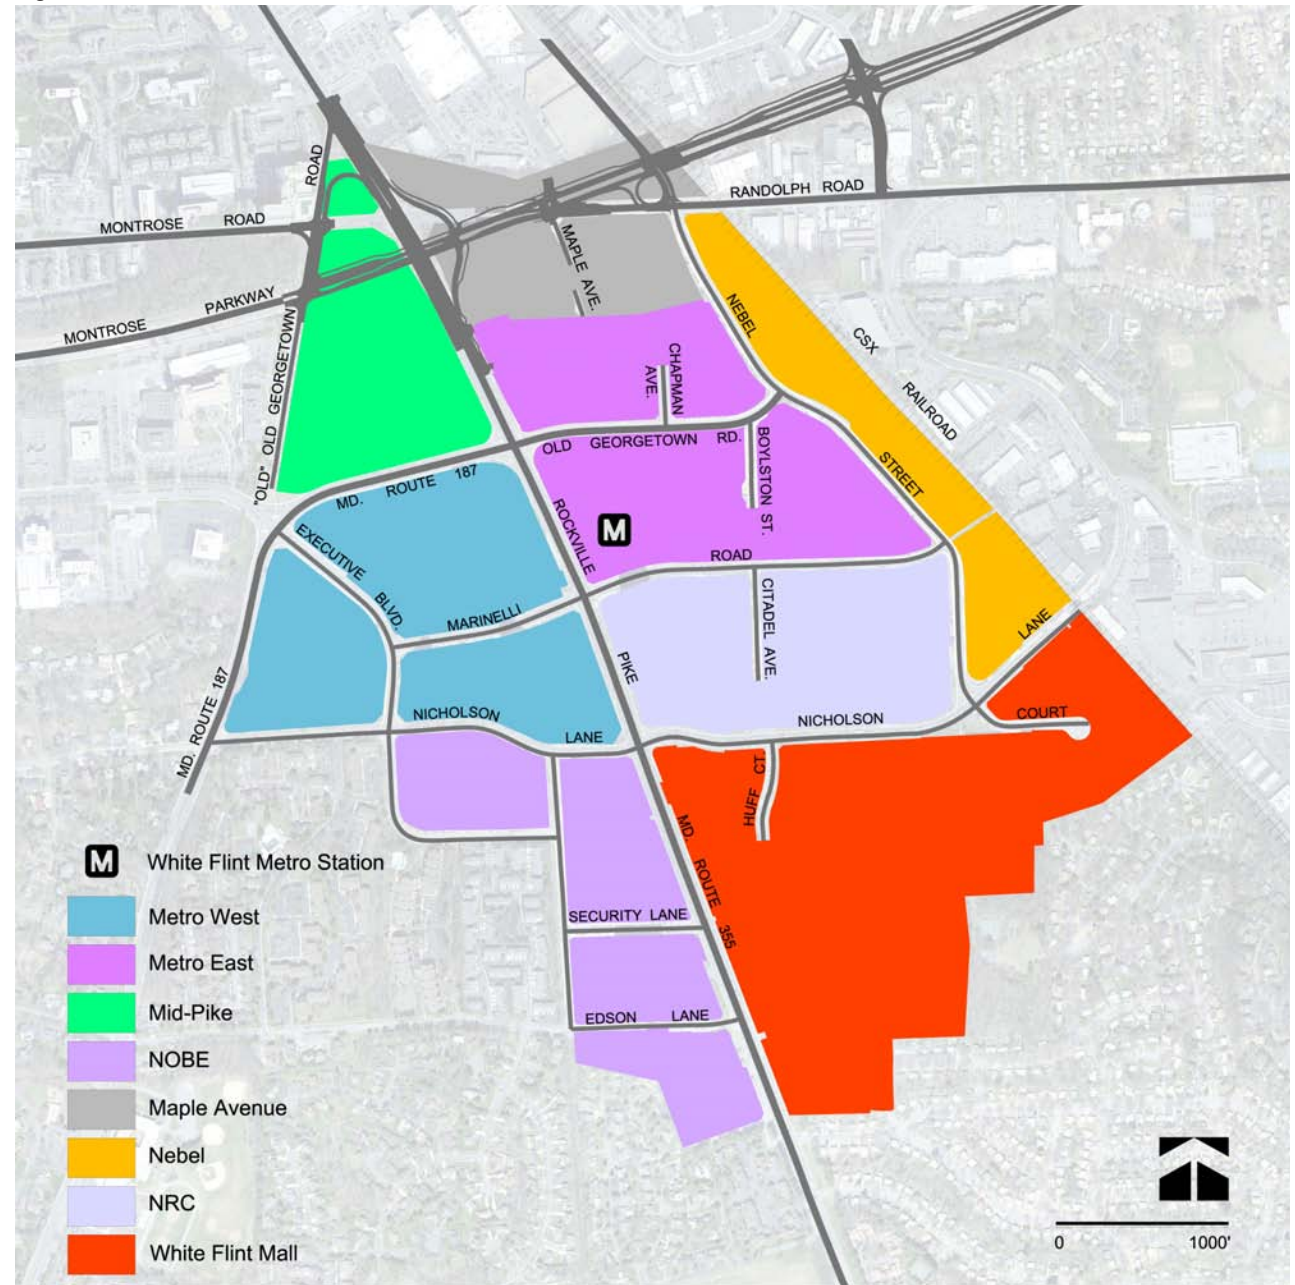 ROAD
RANDOLPH ROAD
MONTROSE ROAD
MAPLE AVE.
MONTROSE PARKWAY
NEBEL
"OLD" OLD GEORGETOWN
CSX RAILROAD
CHAPMAN
AVE.
OLD GEORGETOWN RD.
BOYLSTON ST.
STREET
MD. ROUTE 187
ROCKVILLE
M
EXECUTIVE BLVD.
ROAD
MARINELLI
CITADEL AVE.
LANE
PIKE
MD. ROUTE 187
NICHOLSON
LANE
NICHOLSON
COURT
HUFF
CT.
MD. ROUTE 355
SECURITY LANE
EDSON LANE
M White Flint Metro Station
Metro West
Metro East
Mid-Pike
NOBE
Maple Avenue
Nebel
NRC
White Flint Mall
0 1000'